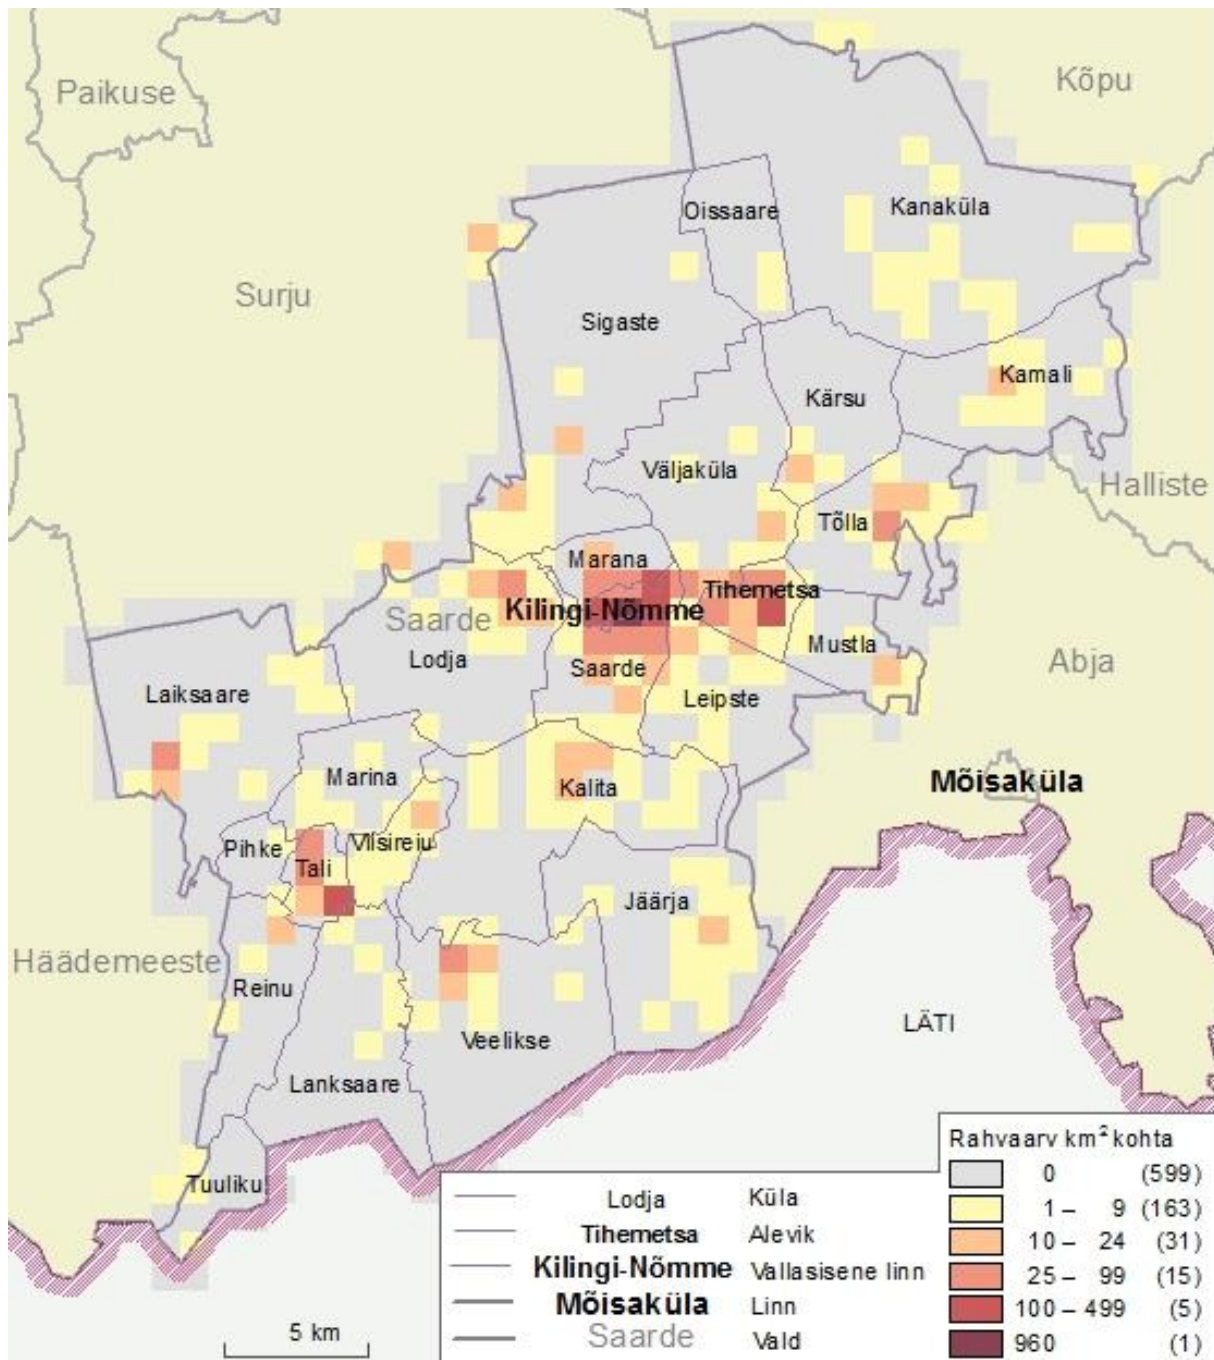 Paikuse
Kõpu
Oissaare
Kanaküla
Surju
Sigaste
Kamali
Kärsu
Väljaküla
Halliste
Tõlla
Marana
Tihemetsa
Kilingi-Nõmme
Saarde
Lodja
Mustla
Abja
Saarde
Laiksaare
Leipste
Marina
Kalita
Mõisaküla
Pihke
Viisireiu
Tali
Jäärja
Häädemeeste
Reinu
LÄTI
Veelikse
Lanksaare
Tuuliku
Rahvaarv km² kohta
0 (599)
1 – 9 (163)
10 – 24 (31)
25 – 99 (15)
100 – 499 (5)
960 (1)
Lodja Küla
Tihemetsa Alevik
Kilingi-Nõmme Vallasisene linn
Mõisaküla Linn
Saarde Vald
5 km